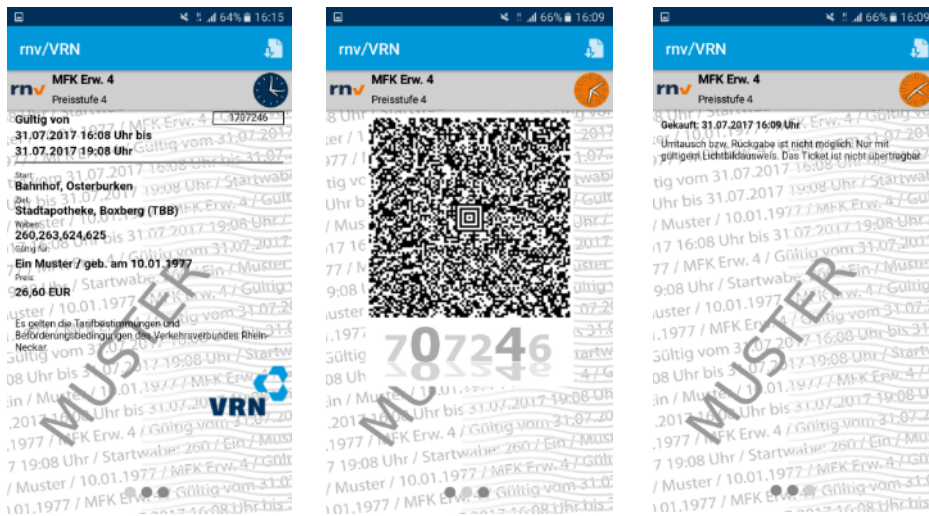 64% 16:15
rnv/VRN
rnv
MFK Erw. 4
Preisstufe 4
Gültig von
1707246
31.07.2017 16:08 Uhr bis
31.07.2017 19:08 Uhr
Start:
Bahnhof, Osterburken
Ziel:
Stadtapotheke, Boxberg (TBB)
Waben:
260,263,624,625
Gültig für:
Ein Muster / geb. am 10.01.1977
Preis:
26,60 EUR
Es gelten die Tarifbestimmungen und
Beförderungsbedingungen des Verkehrsverbundes Rhein-
Neckar.
MUSTER
VRN
66% 16:09
rnv/VRN
rnv
MFK Erw. 4
Preisstufe 4
707246
MUSTER
66% 16:09
rnv/VRN
rnv
MFK Erw. 4
Preisstufe 4
Gekauft: 31.07.2017 16:09 Uhr
Umtausch bzw. Rückgabe ist nicht möglich. Nur mit
gültigem Lichtbildausweis. Das Ticket ist nicht übertragbar.
MUSTER